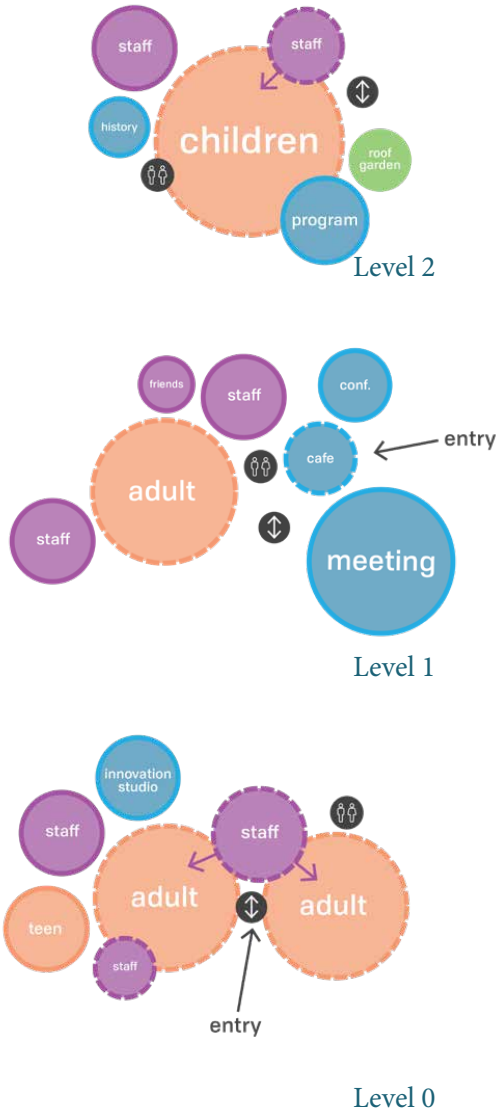 staff
staff
history
children
roof
garden
program
Level 2
friends
staff
conf.
entry
cafe
adult
staff
meeting
Level 1
innovation
studio
staff
staff
adult
adult
teen
staff
entry
Level 0